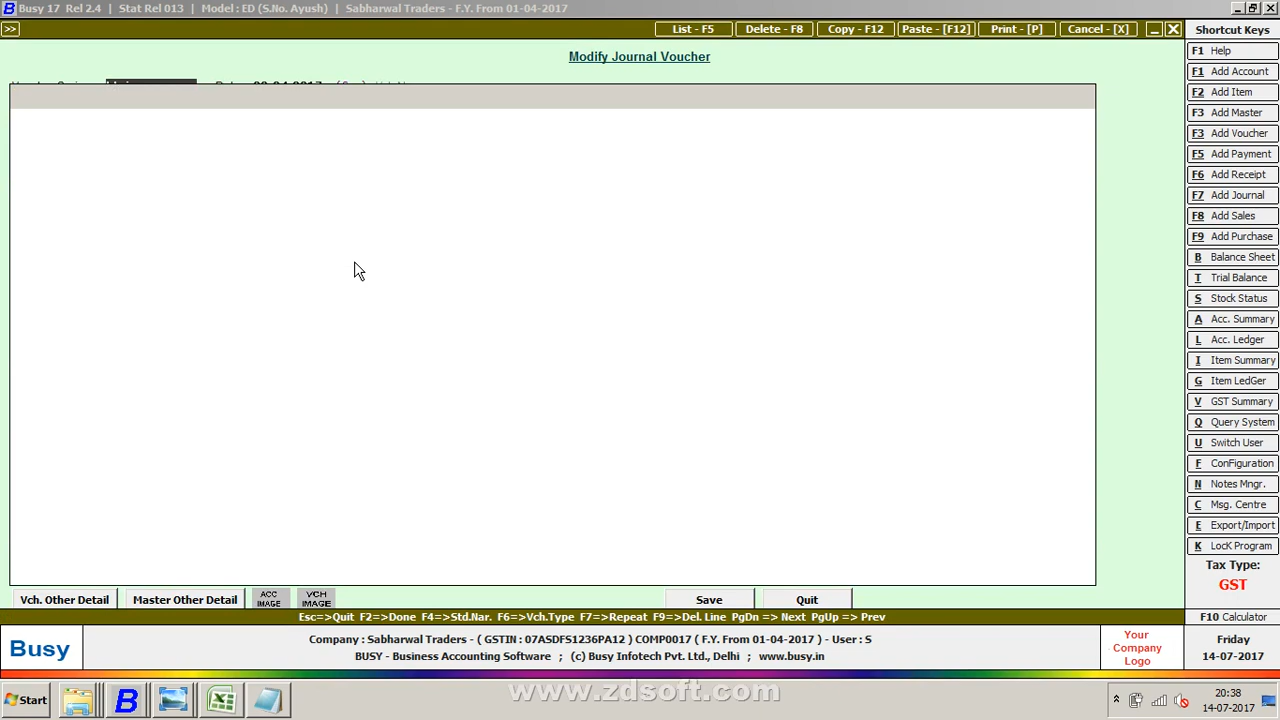 Busy 17 Rel 2.4 | Stat Rel 013 | Model : ED (S.No. Ayush) | Sabharwal Traders - F.Y. From 01-04-2017
>> List - F5 Delete - F8 Copy - F12 Paste - [F12] Print - [P] Cancel - [X]
Modify Journal Voucher
Shortcut Keys
F1 Help
F1 Add Account
F2 Add Item
F3 Add Master
F3 Add Voucher
F5 Add Payment
F6 Add Receipt
F7 Add Journal
F8 Add Sales
F9 Add Purchase
B Balance Sheet
T Trial Balance
S Stock Status
A Acc. Summary
L Acc. Ledger
I Item Summary
G Item LedGer
V GST Summary
Q Query System
U Switch User
F ConFiguration
N Notes Mngr.
C Msg. Centre
E Export/Import
K LocK Program
Tax Type:
GST
F10 Calculator
Vch. Other Detail Master Other Detail ACC IMAGE VCH IMAGE Save Quit
Esc=>Quit F2=>Done F4=>Std.Nar. F6=>Vch.Type F7=>Repeat F9=>Del. Line PgDn => Next PgUp => Prev
Busy
Company : Sabharwal Traders - ( GSTIN : 07ASDFS1236PA12 ) COMP0017 ( F.Y. From 01-04-2017 ) - User : S
BUSY - Business Accounting Software ; (c) Busy Infotech Pvt. Ltd., Delhi ; www.busy.in
Your
Company
Logo
Friday
14-07-2017
Start
www.zdsoft.com
20:38
14-07-2017